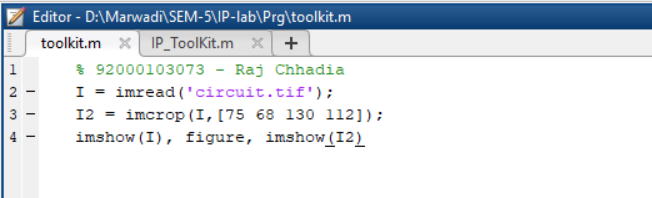 Editor - D:\Marwadi\SEM-5\IP-lab\Prg\toolkit.m
toolkit.m IP_ToolKit.m
1 % 92000103073 - Raj Chhadia
2 - I = imread('circuit.tif');
3 - I2 = imcrop(I,[75 68 130 112]);
4 - imshow(I), figure, imshow(I2)